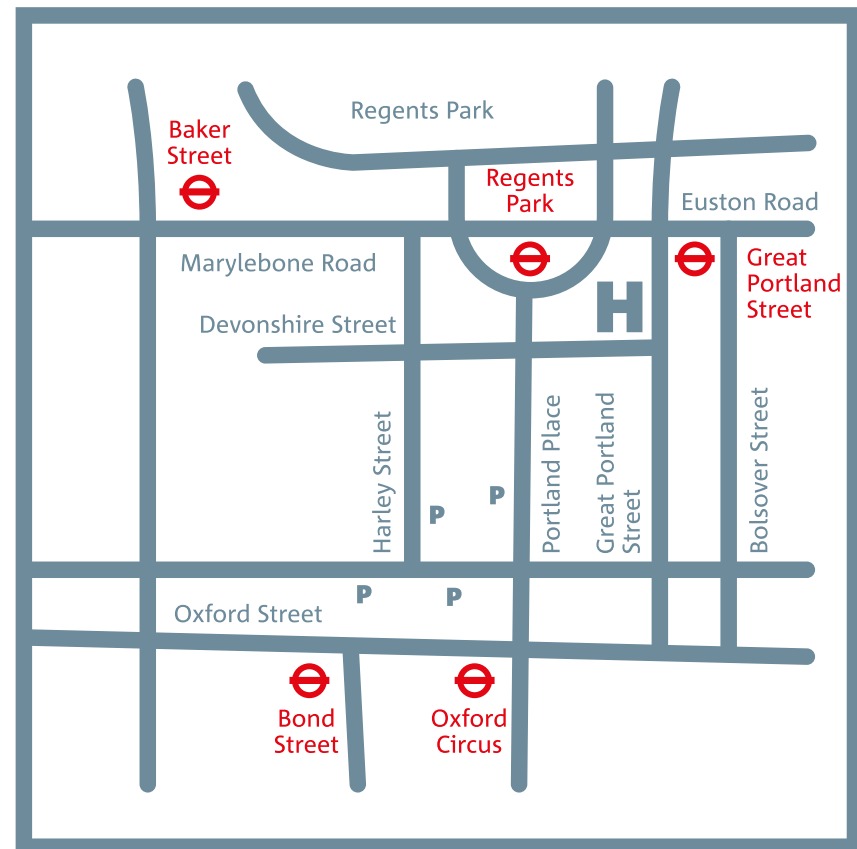 Regents Park
Baker
Street
Regents
Park
Euston Road
Marylebone Road
Great
Portland
Street
H
Devonshire Street
Harley Street
Portland Place
Great Portland
Street
Bolsover Street
P
P
P
P
Oxford Street
Bond
Street
Oxford
Circus